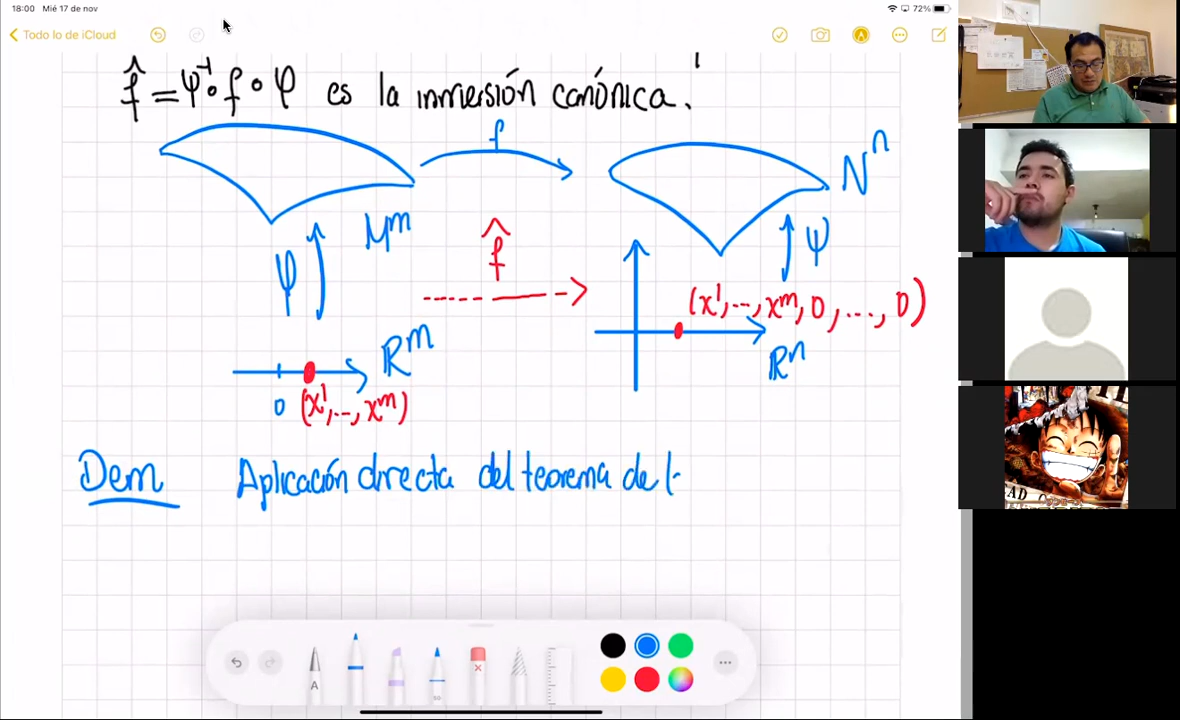 18:00 Mié 17 de nov
72%
Todo lo de iCloud
f̂ = ψ⁻¹∘f∘φ es la inmersión canónica.
f
Nⁿ
Mᵐ
f̂
φ
ψ
(x¹,..,xᵐ,0,...,0)
ℝᵐ
ℝⁿ
0 (x¹,..,xᵐ)
Dem Aplicación directa del teorema de l
A
50
AD